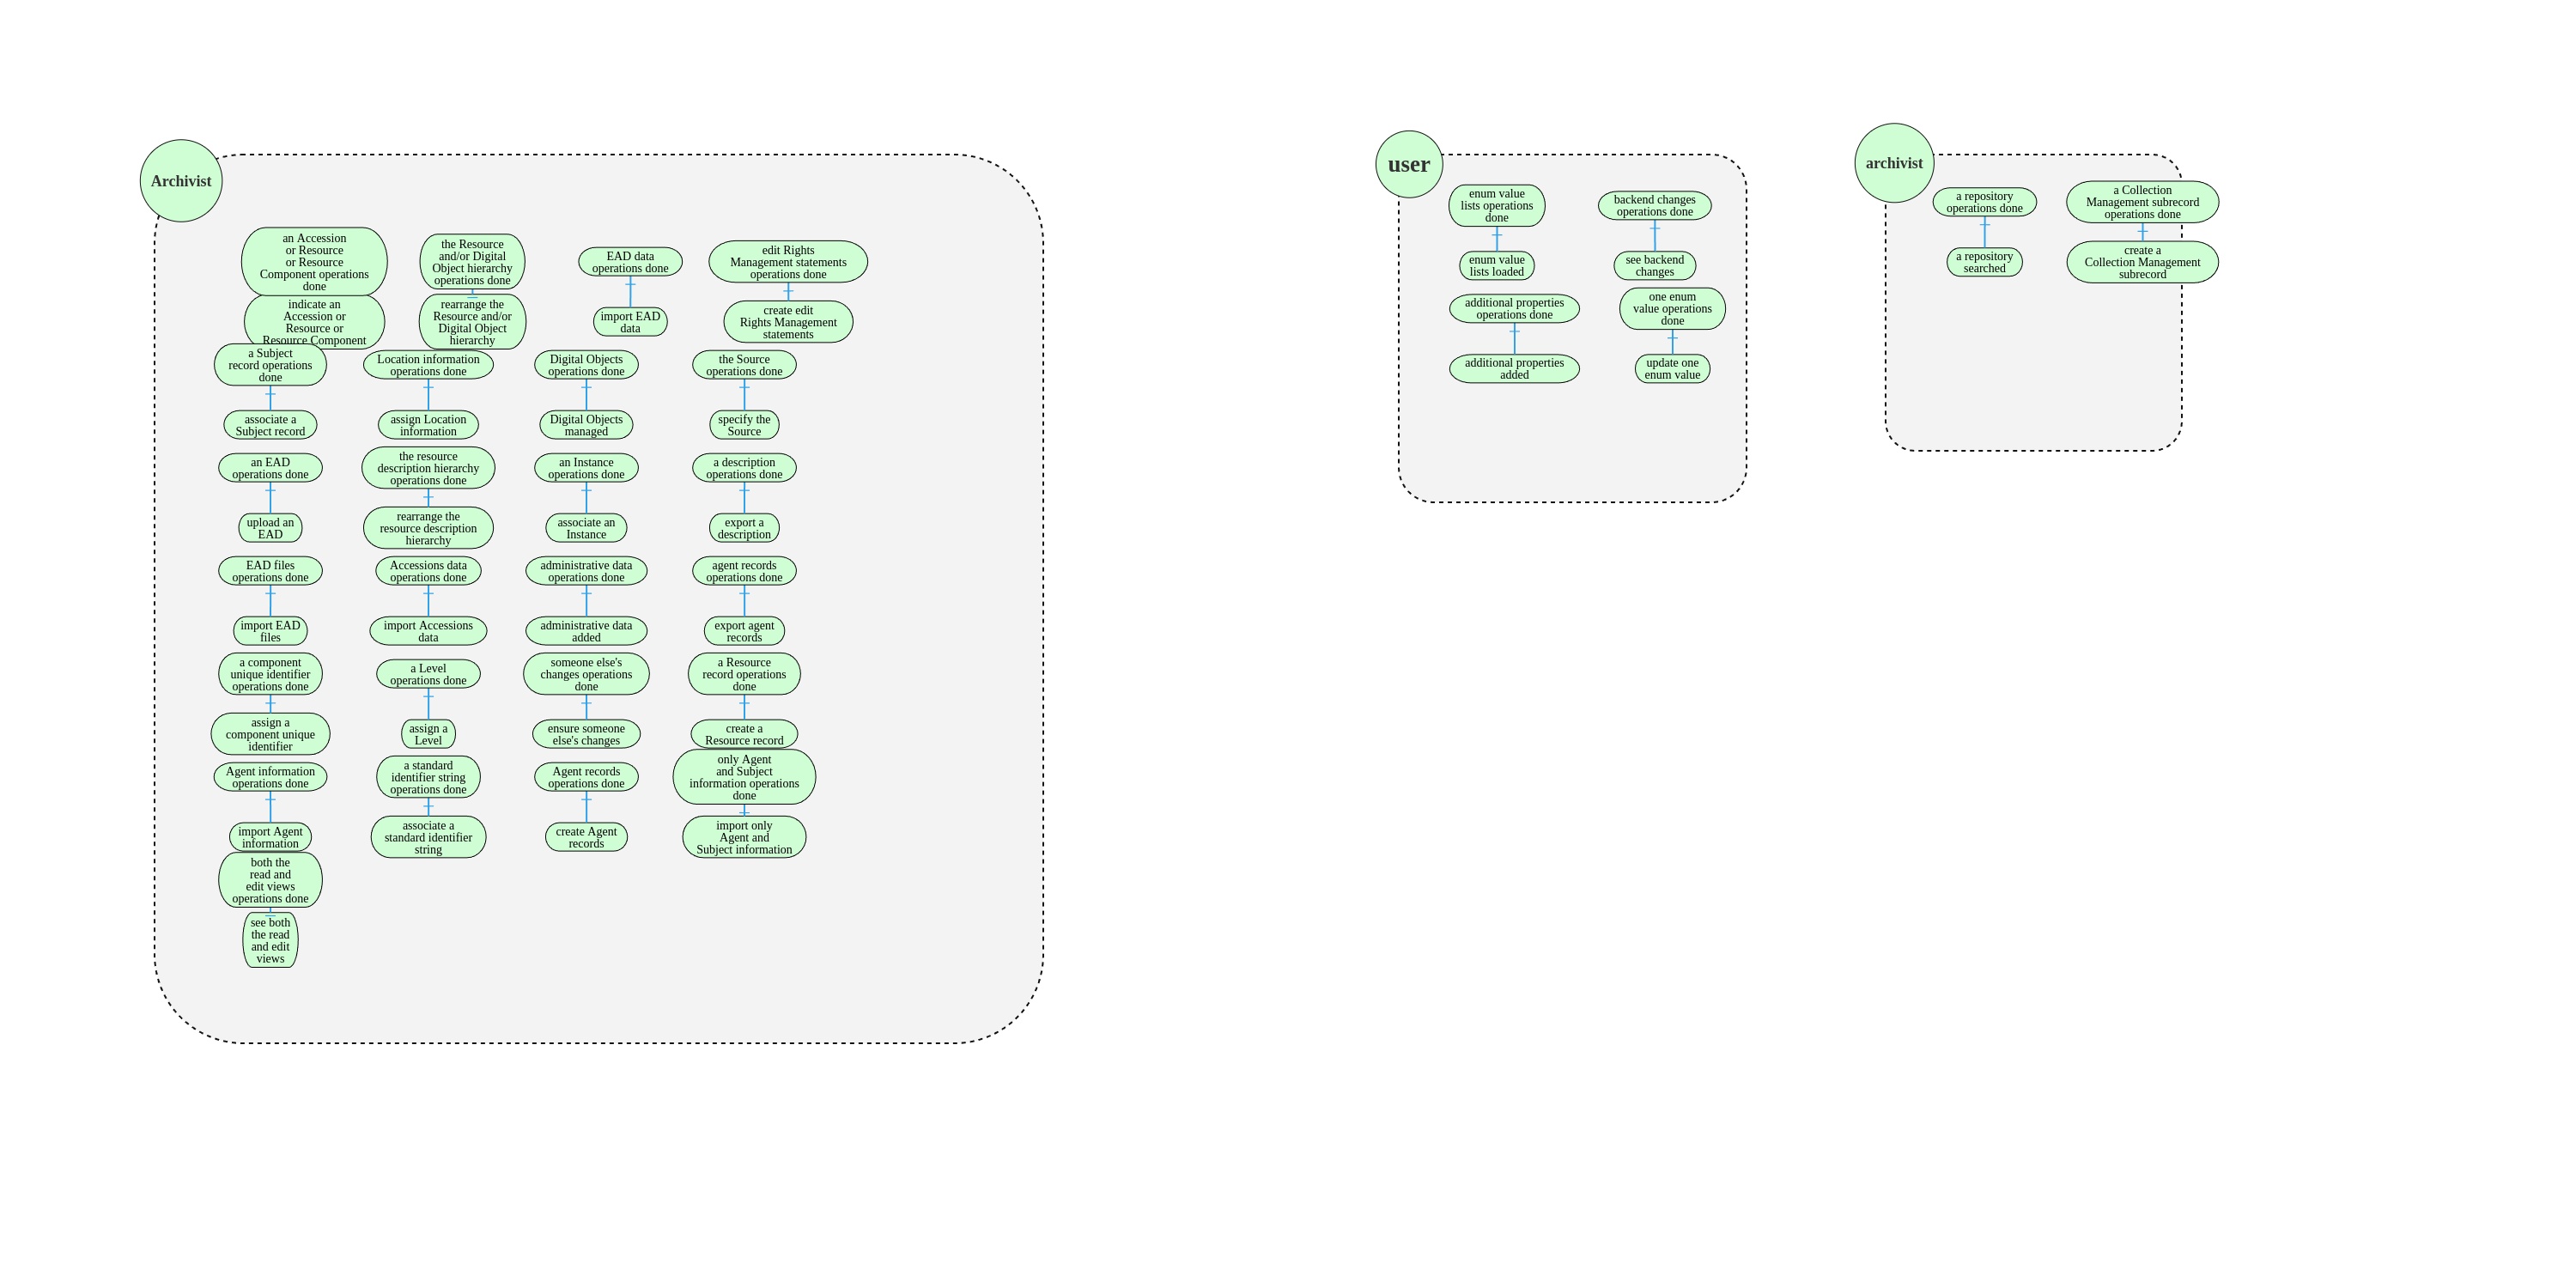 Archivist
an Accession
or Resource
or Resource
Component operations
done
indicate an
Accession or
Resource or
Resource Component
the Resource
and/or Digital
Object hierarchy
operations done
rearrange the
Resource and/or
Digital Object
hierarchy
EAD data
operations done
import EAD
data
edit Rights
Management statements
operations done
create edit
Rights Management
statements
a Subject
record operations
done
associate a
Subject record
Location information
operations done
assign Location
information
Digital Objects
operations done
Digital Objects
managed
the Source
operations done
specify the
Source
an EAD
operations done
upload an
EAD
the resource
description hierarchy
operations done
rearrange the
resource description
hierarchy
an Instance
operations done
associate an
Instance
a description
operations done
export a
description
EAD files
operations done
import EAD
files
Accessions data
operations done
import Accessions
data
administrative data
operations done
administrative data
added
agent records
operations done
export agent
records
a component
unique identifier
operations done
assign a
component unique
identifier
a Level
operations done
assign a
Level
someone else's
changes operations
done
ensure someone
else's changes
a Resource
record operations
done
create a
Resource record
Agent information
operations done
import Agent
information
a standard
identifier string
operations done
associate a
standard identifier
string
Agent records
operations done
create Agent
records
only Agent
and Subject
information operations
done
import only
Agent and
Subject information
both the
read and
edit views
operations done
see both
the read
and edit
views
user
enum value
lists operations
done
enum value
lists loaded
backend changes
operations done
see backend
changes
additional properties
operations done
additional properties
added
one enum
value operations
done
update one
enum value
archivist
a repository
operations done
a repository
searched
a Collection
Management subrecord
operations done
create a
Collection Management
subrecord